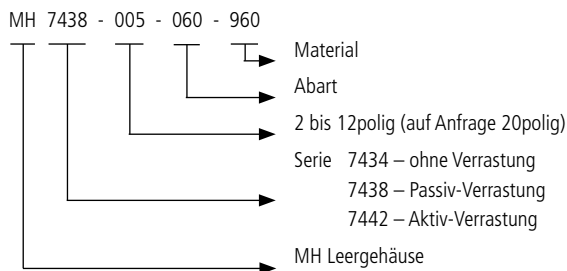 MH 7438 - 005 - 060 - 960
Material
Abart
2 bis 12polig (auf Anfrage 20polig)
Serie 7434 – ohne Verrastung
7438 – Passiv-Verrastung
7442 – Aktiv-Verrastung
MH Leergehäuse